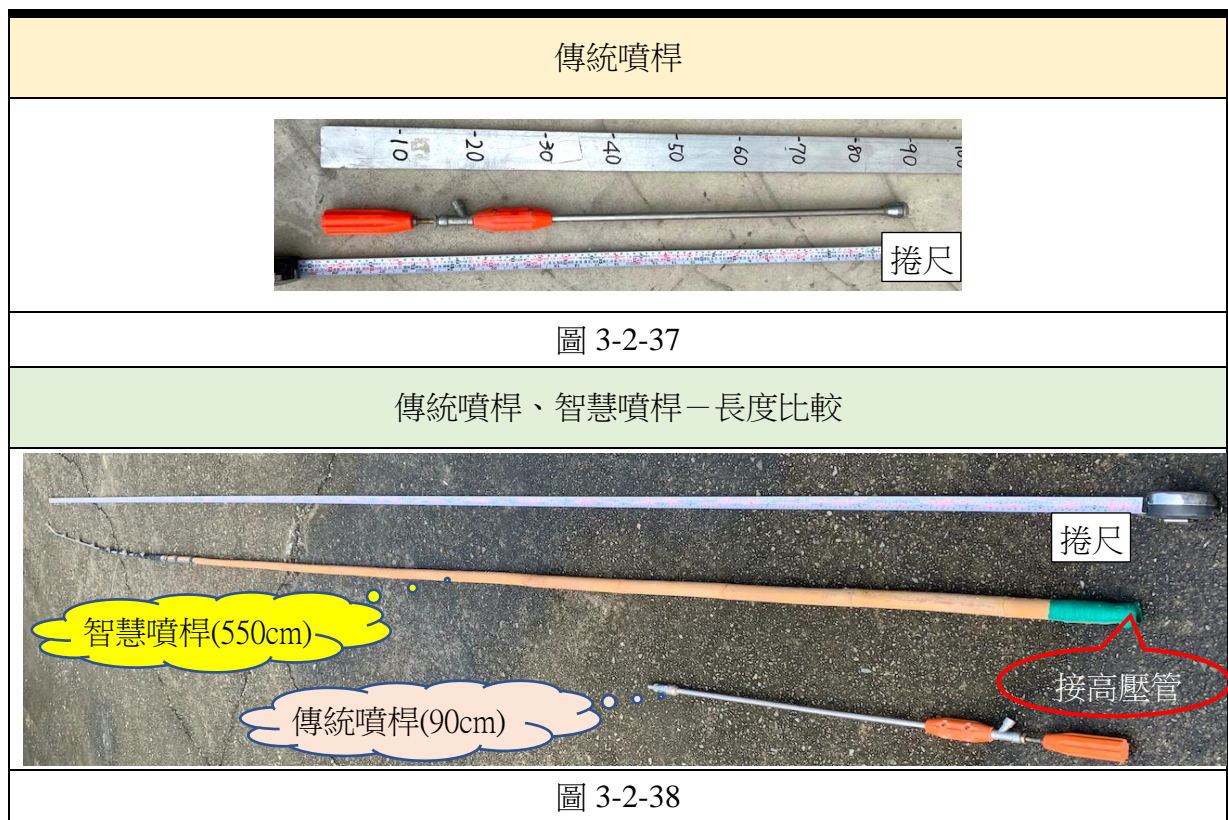 傳統噴桿
-10 -20 -30 -40 -50 -60 -70 -80 -90 100
捲尺
圖 3-2-37
傳統噴桿、智慧噴桿－長度比較
捲尺
智慧噴桿(550cm)
接高壓管
傳統噴桿(90cm)
圖 3-2-38